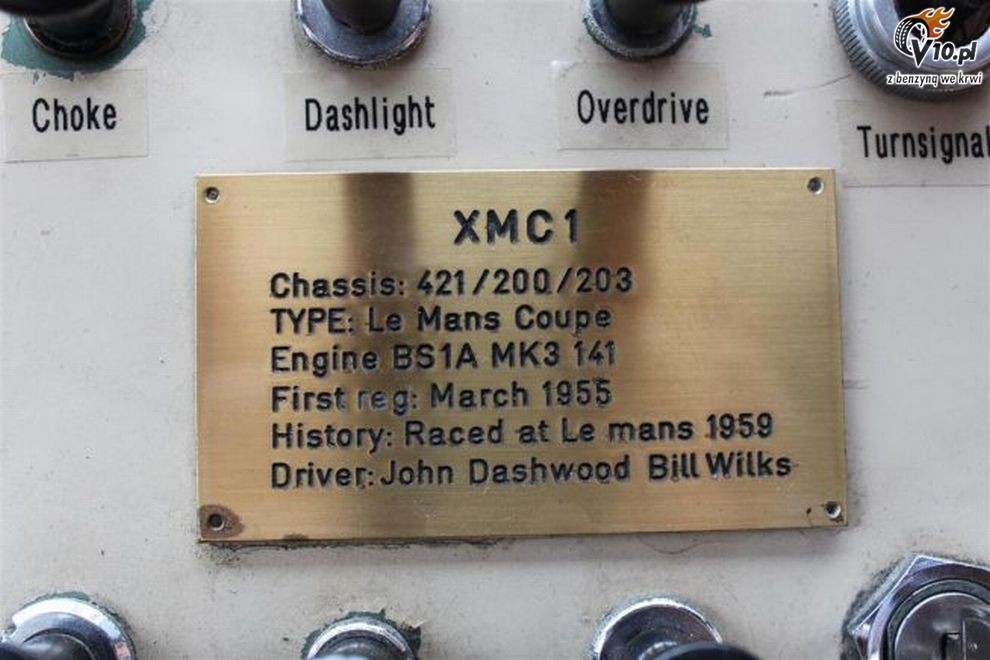 V10.pl
z benzyną we krwi
Choke
Dashlight
Overdrive
Turnsignal
XMC1
Chassis: 421/200/203
TYPE: Le Mans Coupe
Engine BS1A MK3 141
First reg: March 1955
History: Raced at Le mans 1959
Driver: John Dashwood Bill Wilks